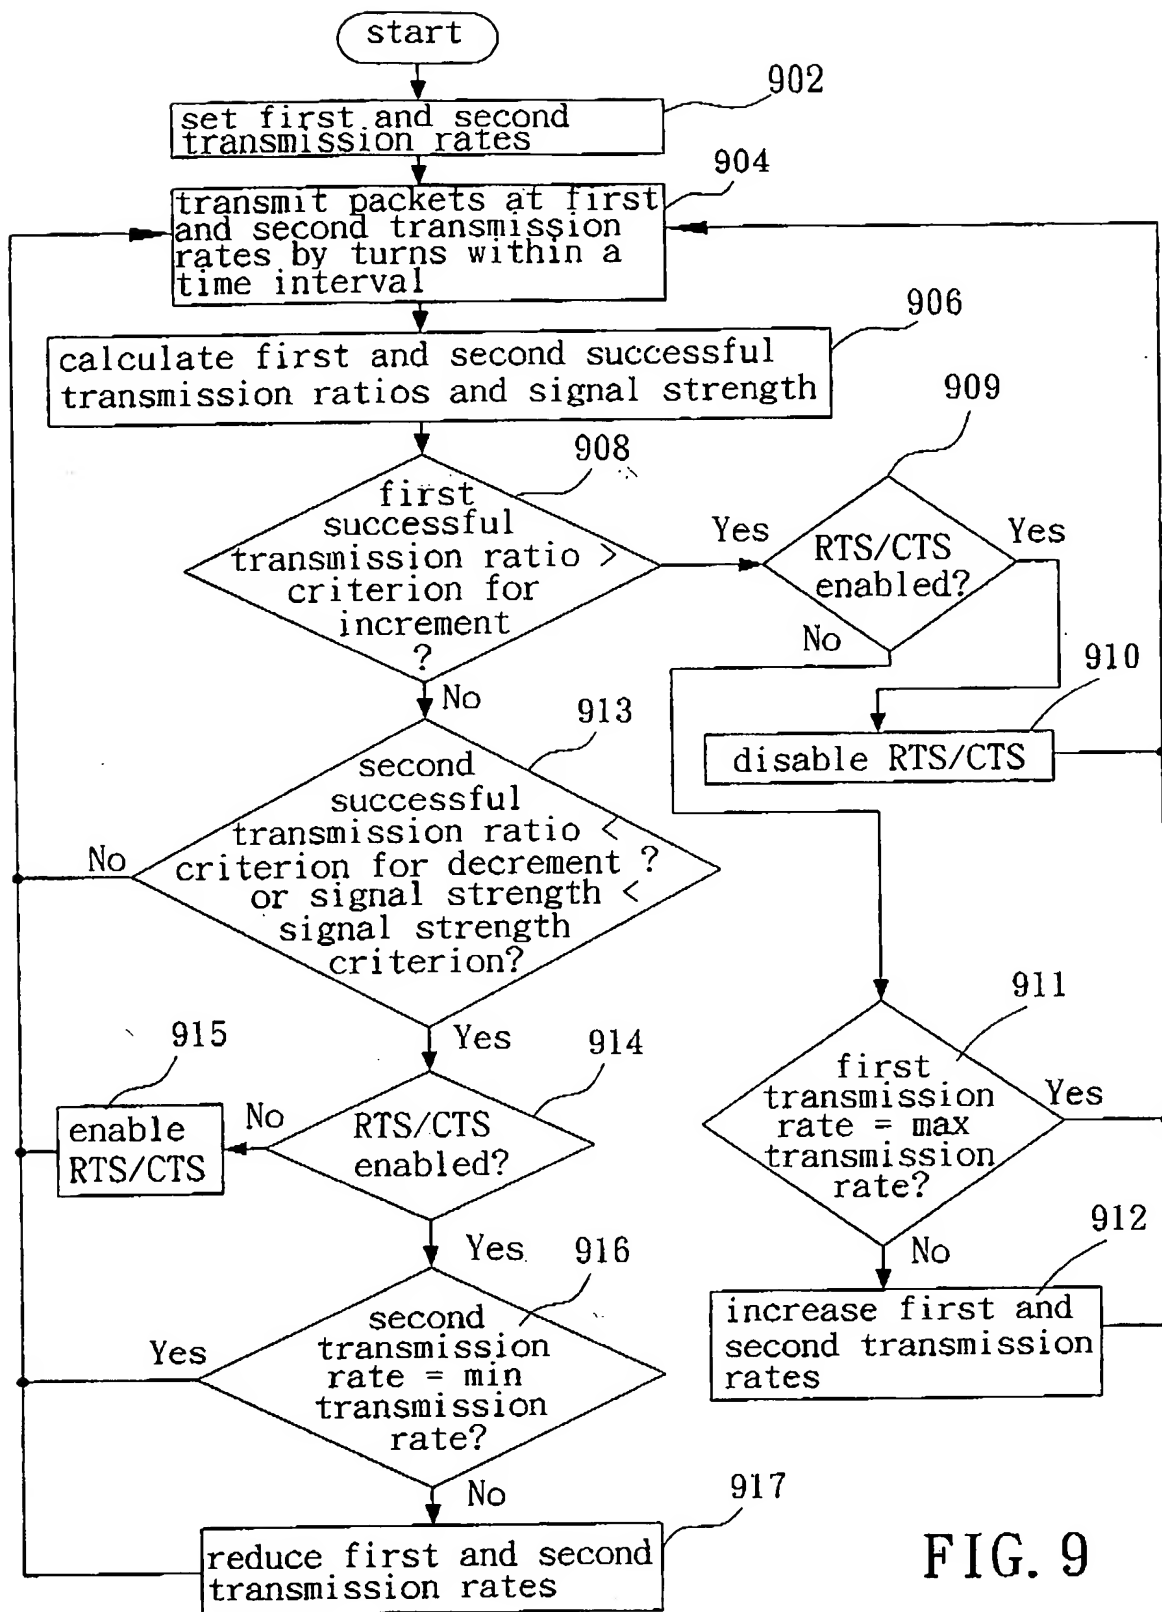 start
902
set first and second
transmission rates
904
transmit packets at first
and second transmission
rates by turns within a
time interval
906
calculate first and second successful
transmission ratios and signal strength
908
first
successful
transmission ratio >
criterion for
increment
?
Yes
909
RTS/CTS
enabled?
Yes
No
910
disable RTS/CTS
No
913
second
successful
transmission ratio <
criterion for decrement ?
or signal strength <
signal strength
criterion?
No
Yes
914
RTS/CTS
enabled?
No
915
enable
RTS/CTS
Yes
911
first
transmission
rate = max
transmission
rate?
Yes
No
912
increase first and
second transmission
rates
916
second
transmission
rate = min
transmission
rate?
Yes
No
917
reduce first and second
transmission rates
FIG. 9